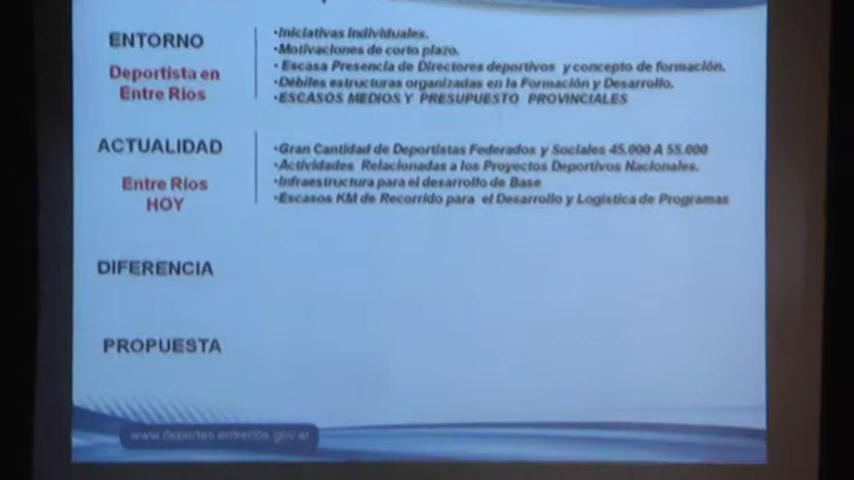 ENTORNO
Deportista en
Entre Rios
•Iniciativas Individuales.
•Motivaciones de corto plazo.
• Escasa Presencia de Directores deportivos y concepto de formación.
•Débiles estructuras organizadas en la Formación y Desarrollo.
•ESCASOS MEDIOS Y PRESUPUESTO PROVINCIALES
ACTUALIDAD
Entre Rios
HOY
•Gran Cantidad de Deportistas Federados y Sociales 45.000 A 55.000
•Actividades Relacionadas a los Proyectos Deportivos Nacionales.
•Infraestructura para el desarrollo de Base
•Escasos KM de Recorrido para el Desarrollo y Logística de Programas
DIFERENCIA
PROPUESTA
www.deportes.entrerios.gov.ar